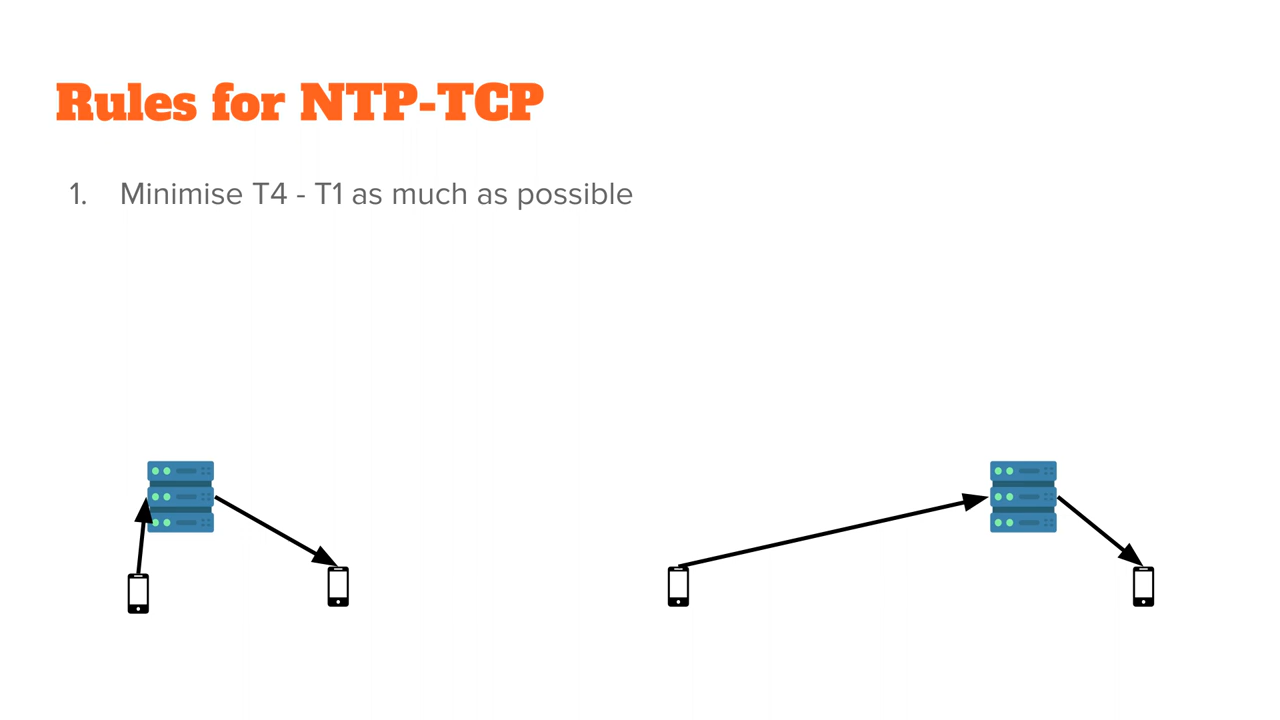 Rules for NTP-TCP
1. Minimise T4 - T1 as much as possible